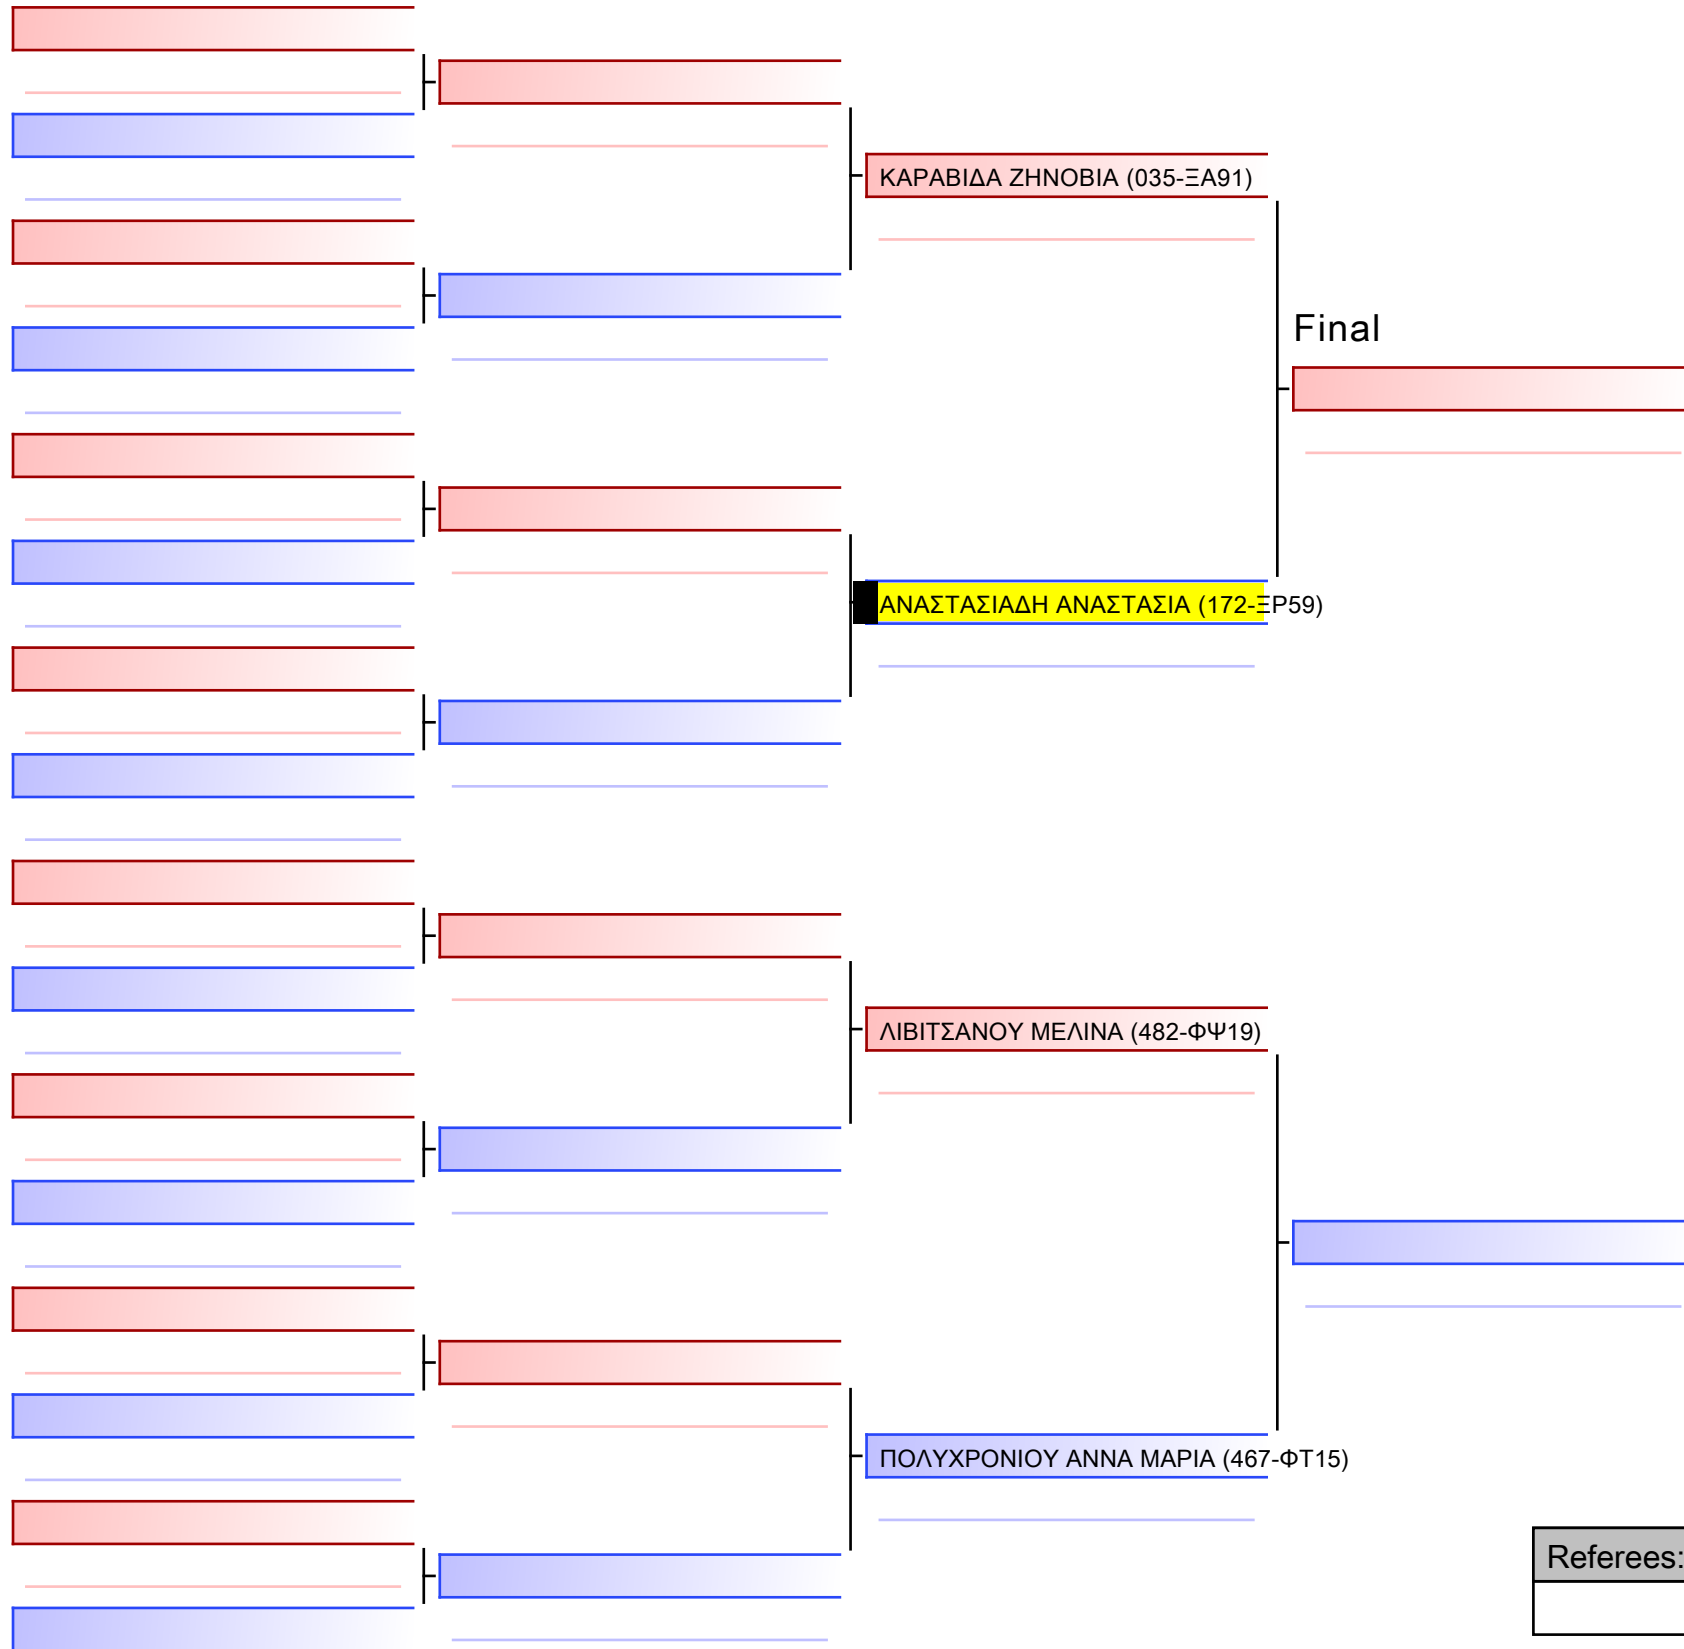 ΚΑΡΑΒΙΔΑ ΖΗΝΟΒΙΑ (035-ΞΑ91)
Final
ΑΝΑΣΤΑΣΙΑΔΗ ΑΝΑΣΤΑΣΙΑ (172-ΞΡ59)
ΛΙΒΙΤΣΑΝΟΥ ΜΕΛΙΝΑ (482-ΦΨ19)
ΠΟΛΥΧΡΟΝΙΟΥ ΑΝΝΑ ΜΑΡΙΑ (467-ΦΤ15)
Referees: